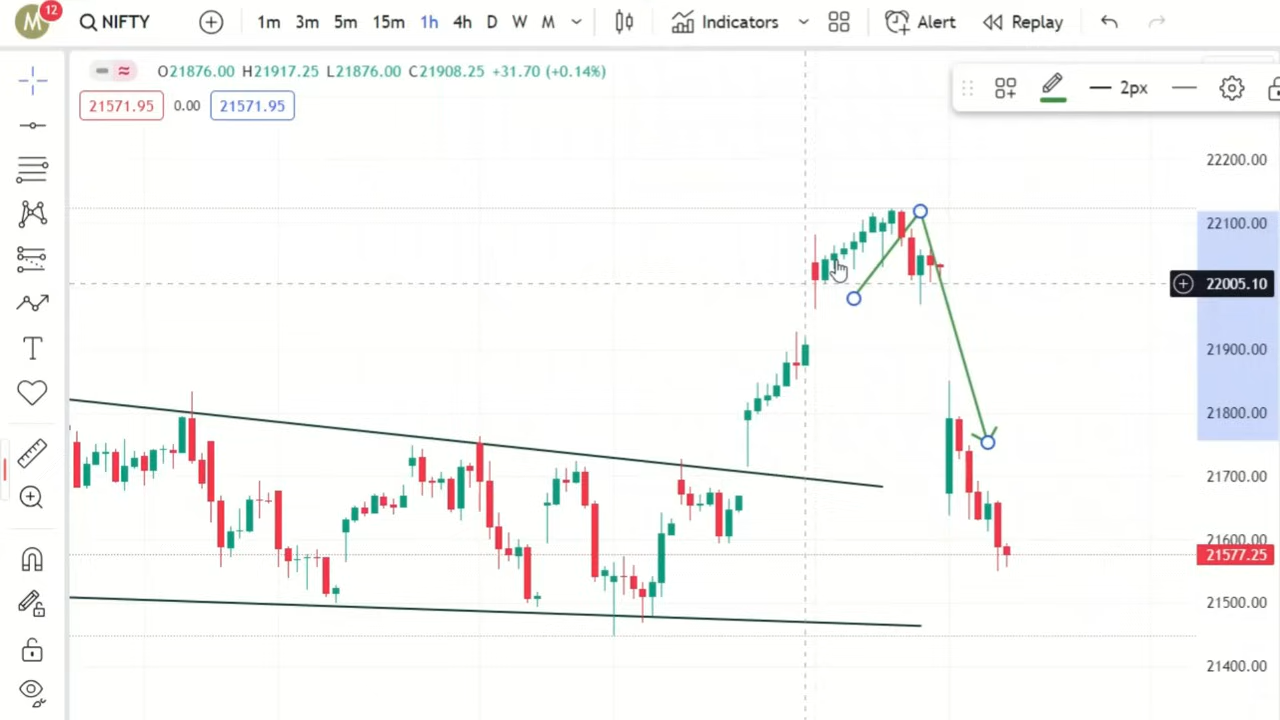 M 12 NIFTY 1m 3m 5m 15m 1h 4h D W M Indicators Alert Replay
O21876.00 H21917.25 L21876.00 C21908.25 +31.70 (+0.14%)
21571.95 0.00 21571.95
2px
22200.00
22100.00
22005.10
21900.00
21800.00
21700.00
21600.00
21577.25
21500.00
21400.00
T